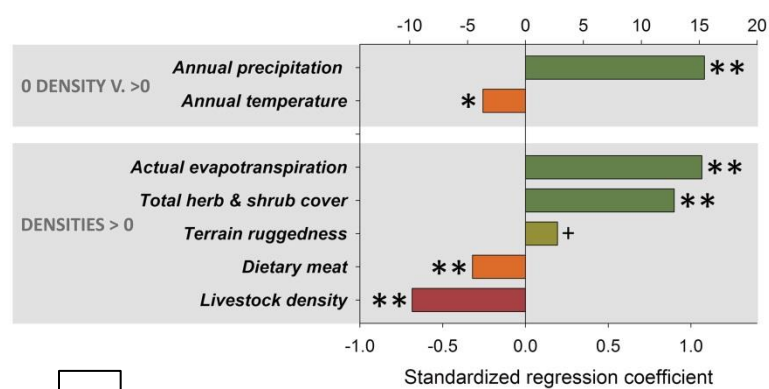 -10 -5 0 5 10 15 20
0 DENSITY V. >0
Annual precipitation **
Annual temperature *
DENSITIES > 0
Actual evapotranspiration **
Total herb & shrub cover **
Terrain ruggedness +
Dietary meat **
Livestock density **
-1.0 -0.5 0.0 0.5 1.0
Standardized regression coefficient